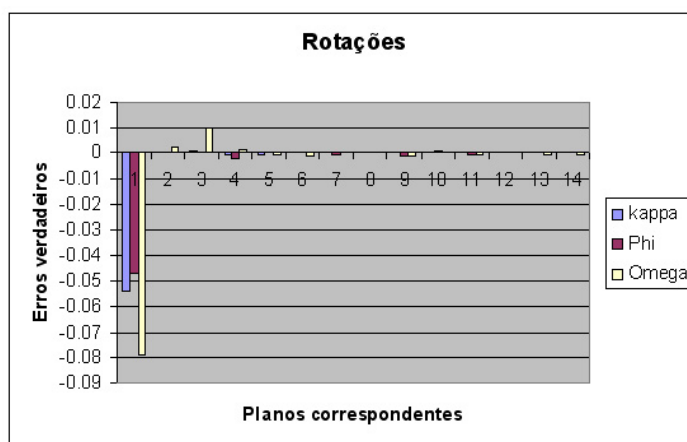 Rotações
0.02
0.01
0
-0.01
-0.02
-0.03
-0.04
-0.05
-0.06
-0.07
-0.08
-0.09
Erros verdadeiros
1 2 3 4 5 6 7 8 9 10 11 12 13 14
Planos correspondentes
kappa
Phi
Omega